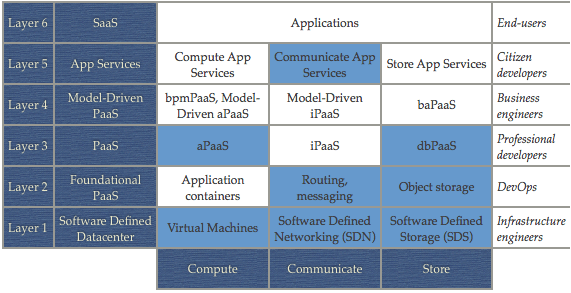 Layer 6 SaaS Applications End-users
Layer 5 App Services Compute App Services Communicate App Services Store App Services Citizen developers
Layer 4 Model-Driven PaaS bpmPaaS, Model-Driven aPaaS Model-Driven iPaaS baPaaS Business engineers
Layer 3 PaaS aPaaS iPaaS dbPaaS Professional developers
Layer 2 Foundational PaaS Application containers Routing, messaging Object storage DevOps
Layer 1 Software Defined Datacenter Virtual Machines Software Defined Networking (SDN) Software Defined Storage (SDS) Infrastructure engineers
Compute Communicate Store